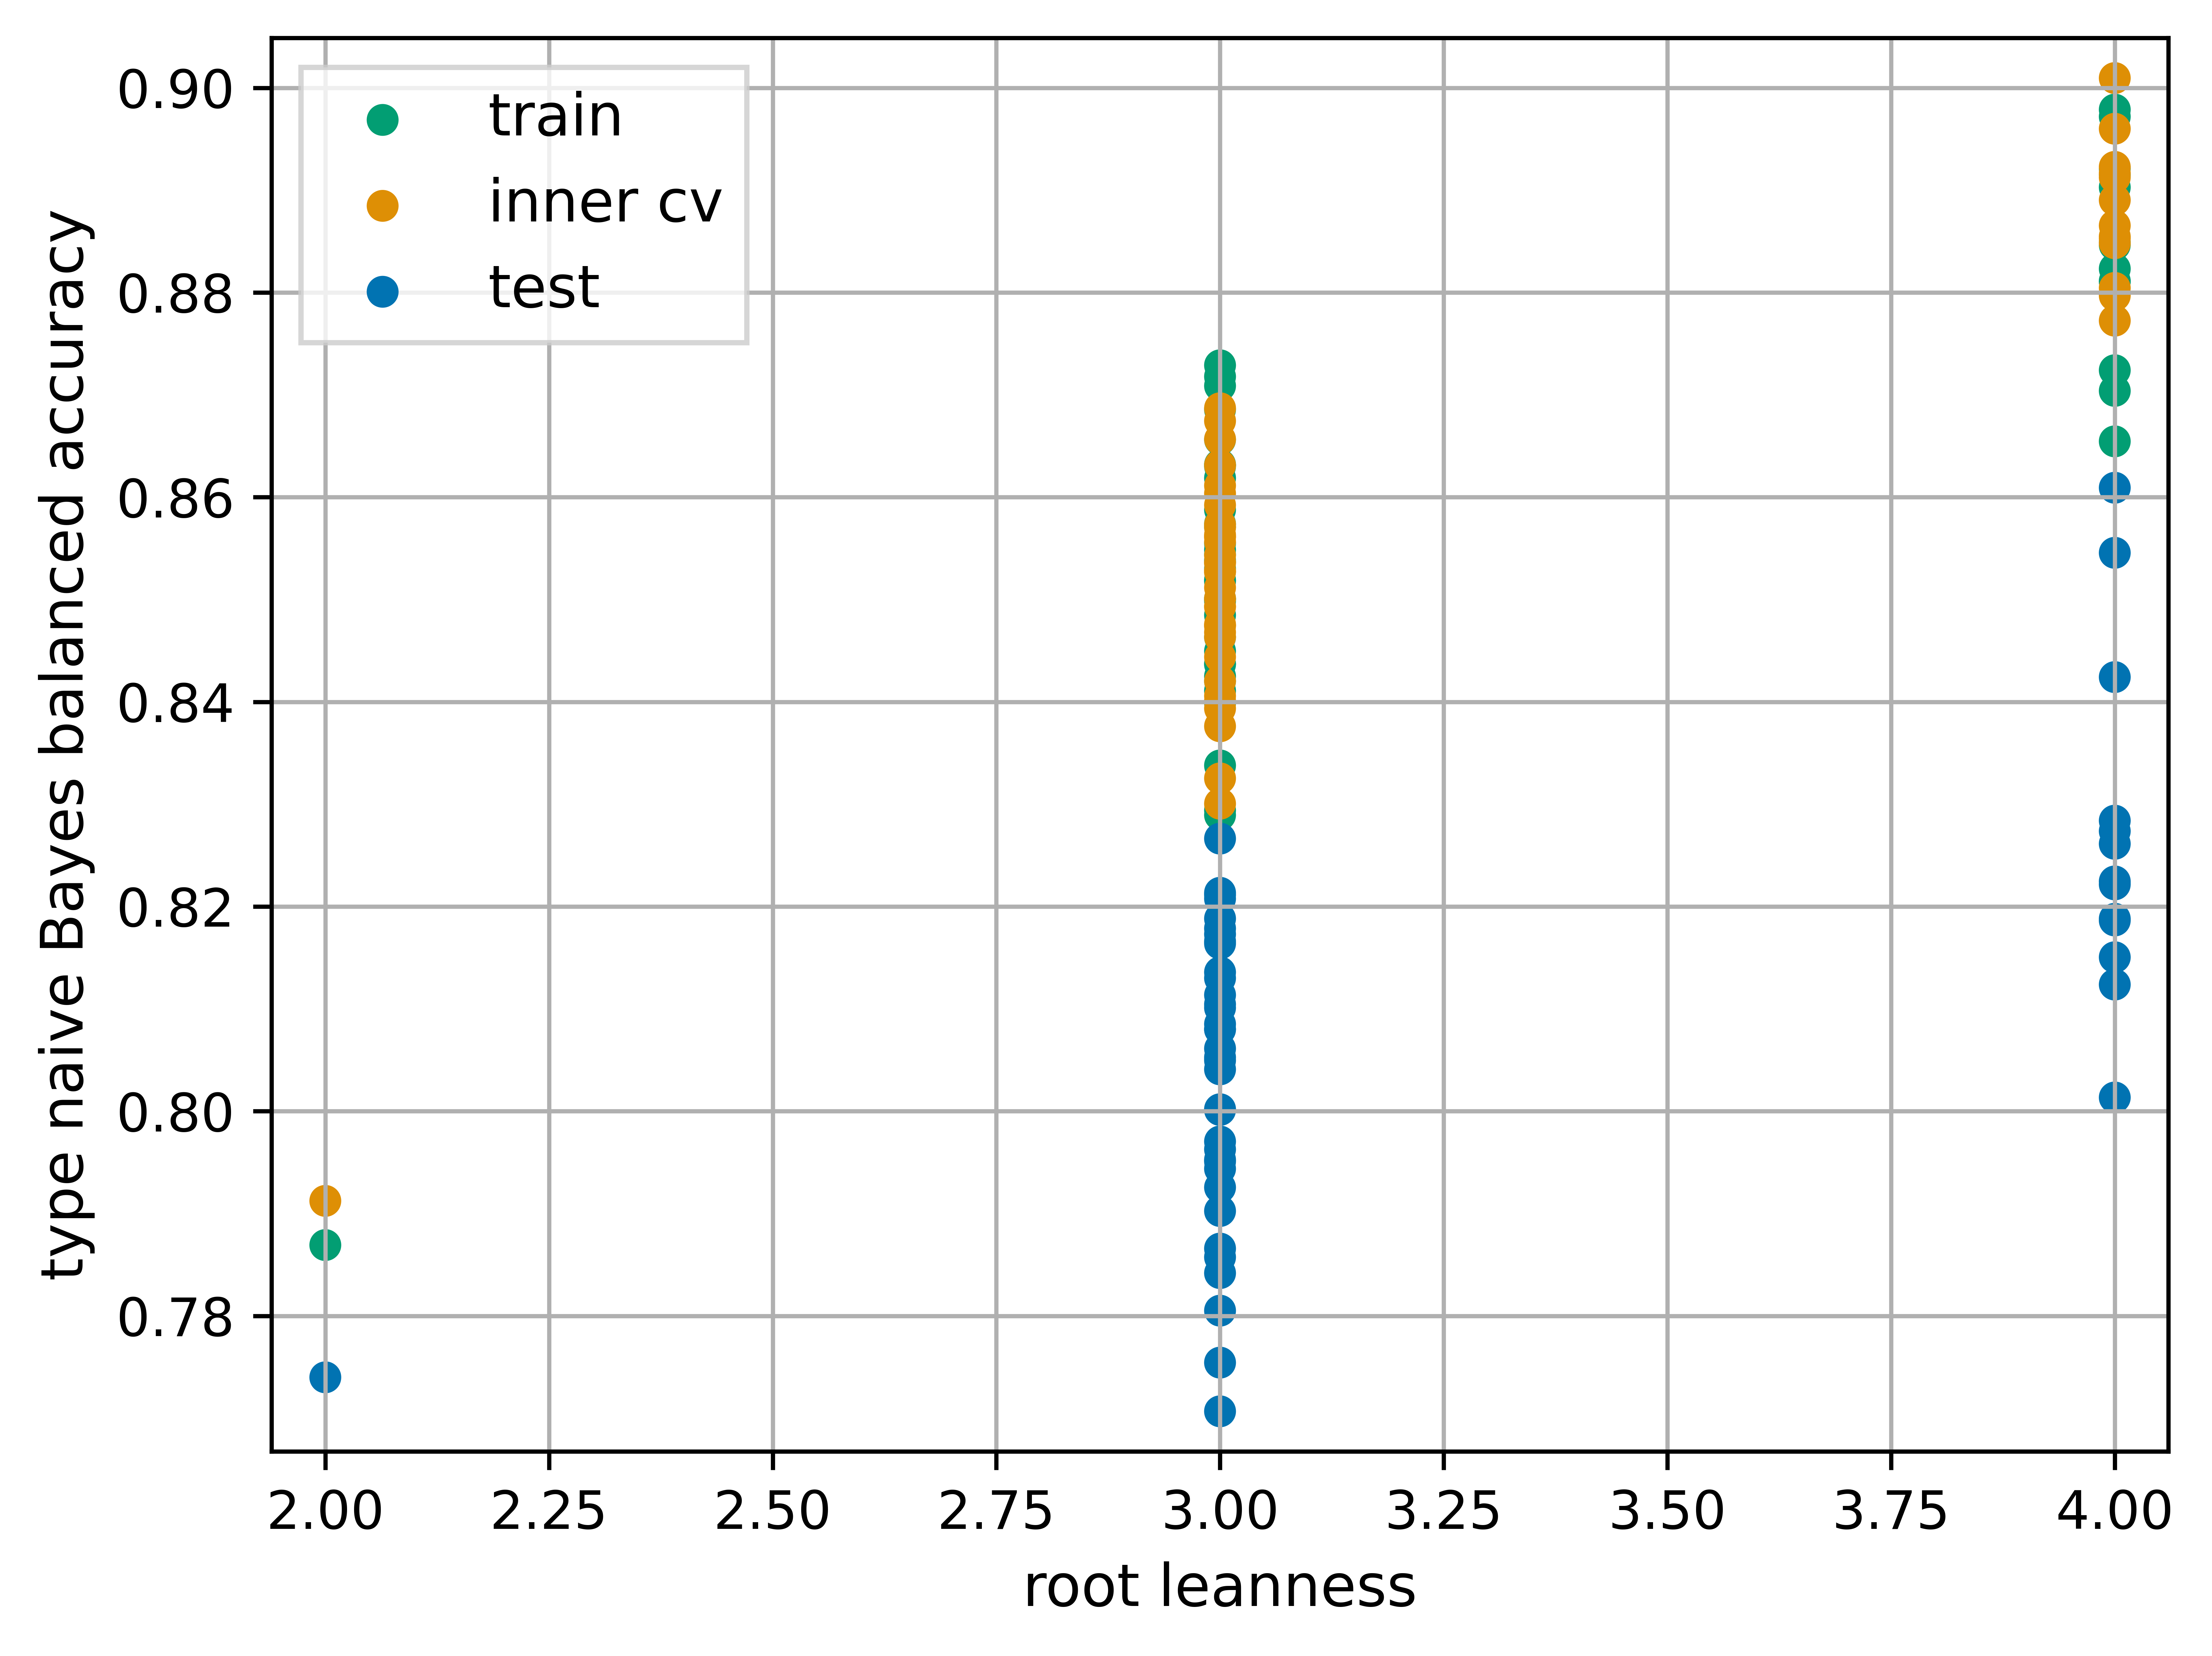 type naive Bayes balanced accuracy
0.90
0.88
0.86
0.84
0.82
0.80
0.78
train
inner cv
test
2.00 2.25 2.50 2.75 3.00 3.25 3.50 3.75 4.00
root leanness